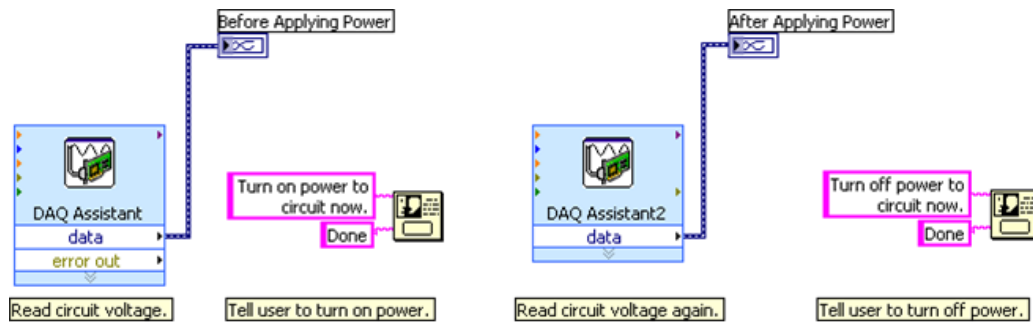 Before Applying Power
After Applying Power
DAQ Assistant
data
error out
Turn on power to
circuit now.
Done
DAQ Assistant2
data
Turn off power to
circuit now.
Done
Read circuit voltage.
Tell user to turn on power.
Read circuit voltage again.
Tell user to turn off power.